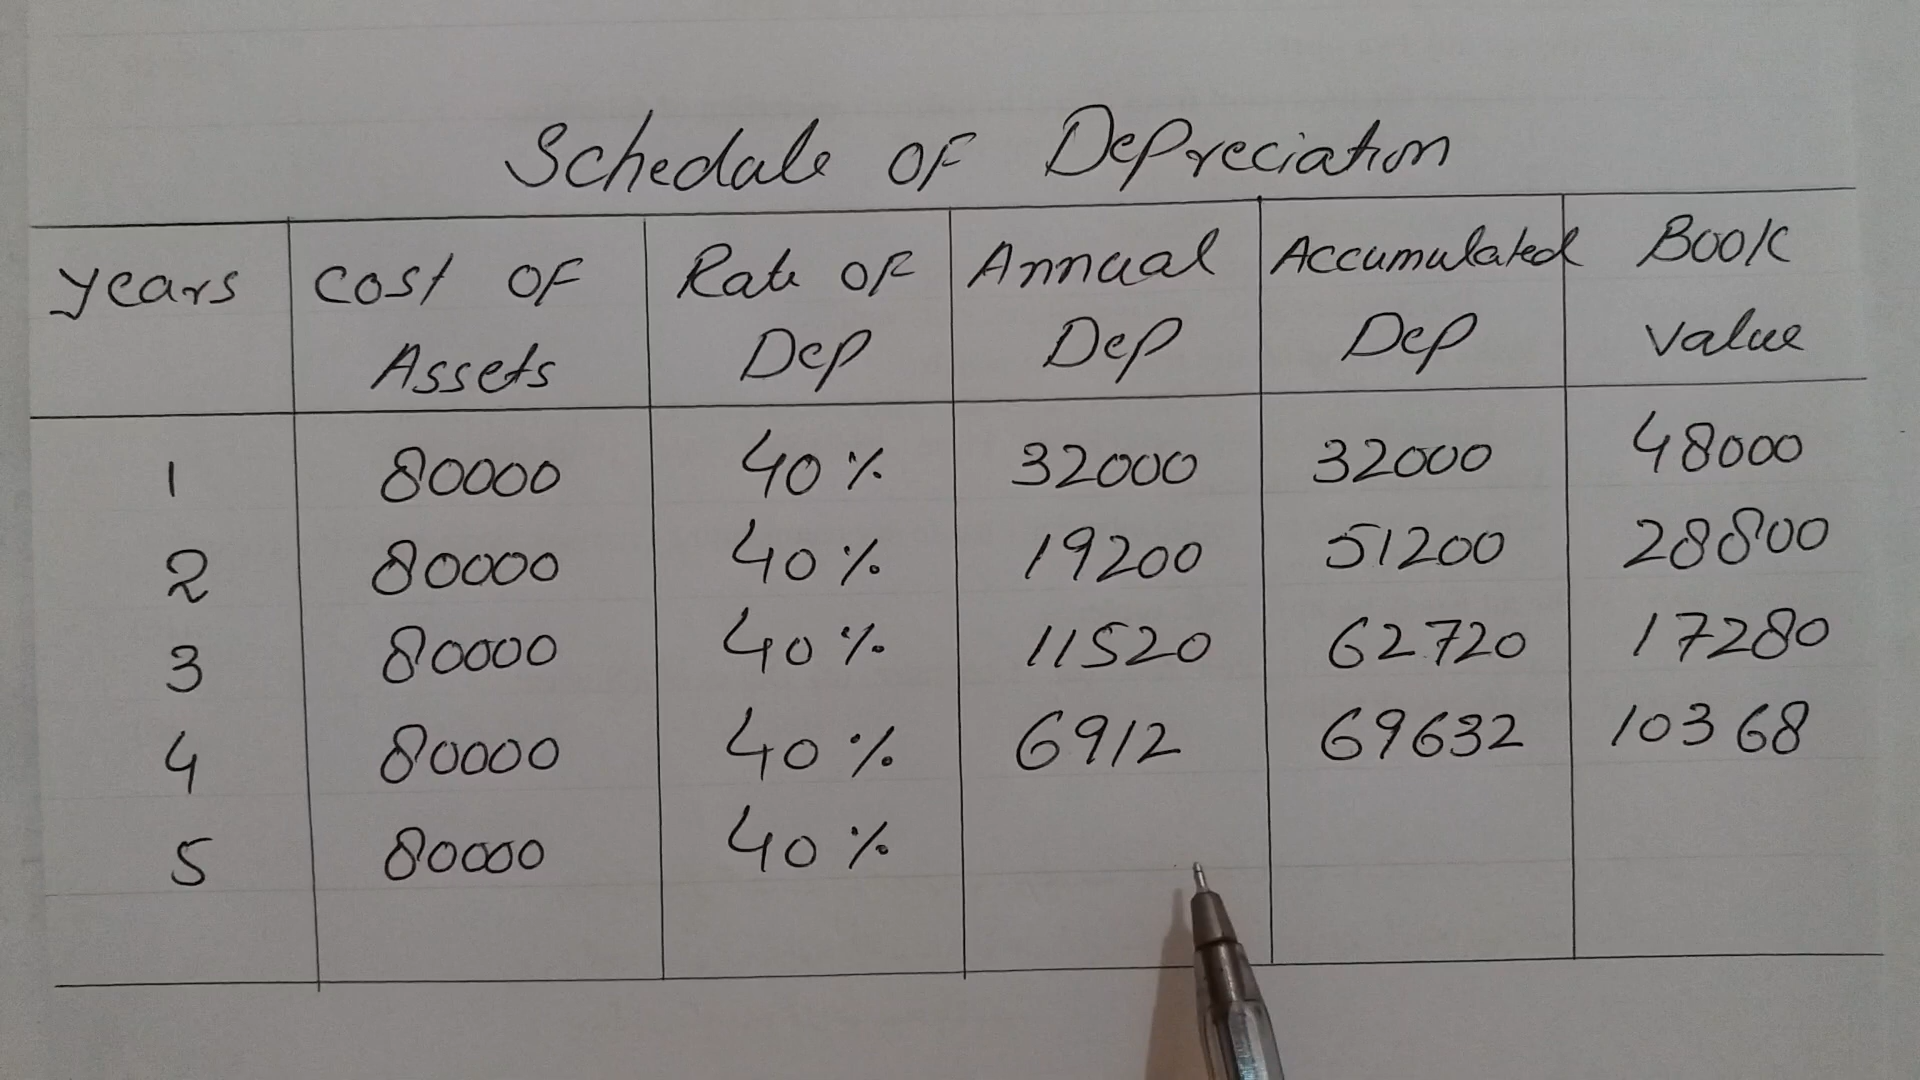 Schedule OF Depreciation
years | Cost OF Assets | Rate OF Dep | Annual Dep | Accumulated Dep | Book Value
1 | 80000 | 40% | 32000 | 32000 | 48000
2 | 80000 | 40% | 19200 | 51200 | 28800
3 | 80000 | 40% | 11520 | 62720 | 17280
4 | 80000 | 40% | 6912 | 69632 | 10368
5 | 80000 | 40%